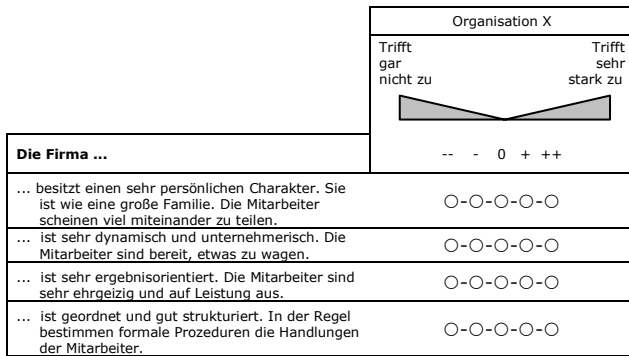 Organisation X
Trifft Trifft
gar sehr
nicht zu stark zu
Die Firma ... -- - 0 + ++
... besitzt einen sehr persönlichen Charakter. Sie
ist wie eine große Familie. Die Mitarbeiter
scheinen viel miteinander zu teilen.
... ist sehr dynamisch und unternehmerisch. Die
Mitarbeiter sind bereit, etwas zu wagen.
... ist sehr ergebnisorientiert. Die Mitarbeiter sind
sehr ehrgeizig und auf Leistung aus.
... ist geordnet und gut strukturiert. In der Regel
bestimmen formale Prozeduren die Handlungen
der Mitarbeiter.